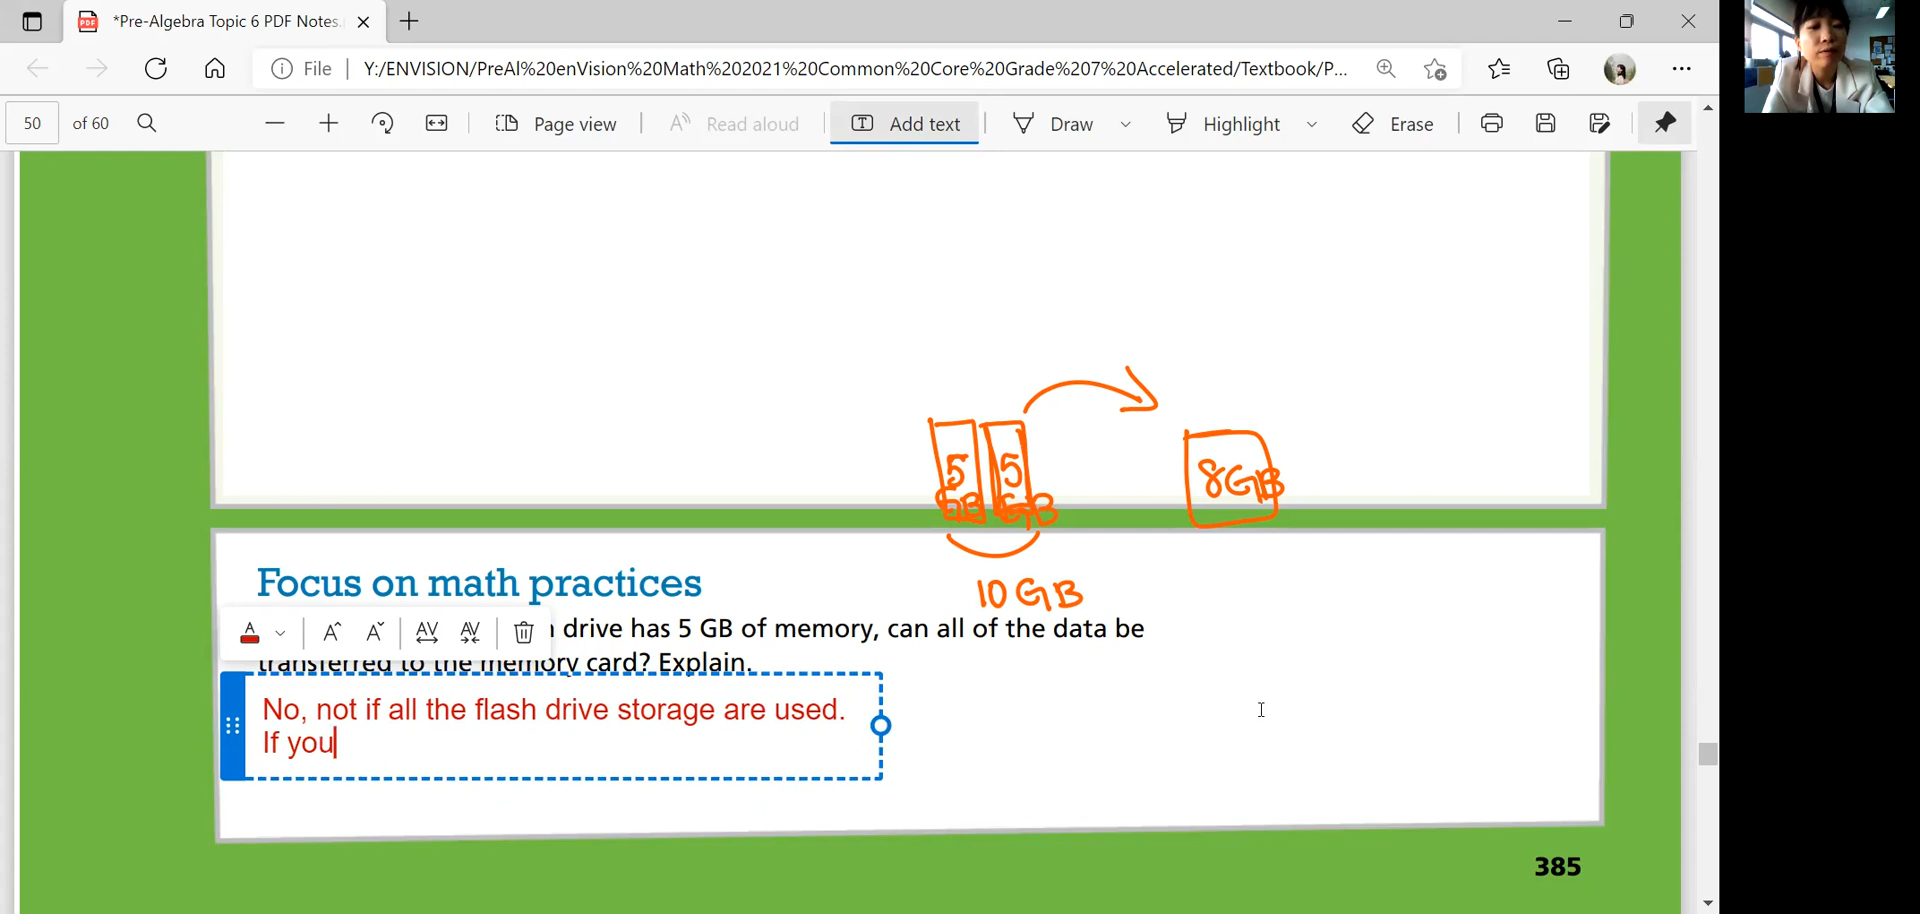 *Pre-Algebra Topic 6 PDF Notes.
File
Y:/ENVISION/PreAl%20enVision%20Math%202021%20Common%20Core%20Grade%207%20Accelerated/Textbook/P...
50 of 60
Page view
Read aloud
Add text
Draw
Highlight
Erase
5 GB
5 GB
8GB
10 GB
Focus on math practices
drive has 5 GB of memory, can all of the data be
transferred to the memory card? Explain.
No, not if all the flash drive storage are used.
If you
385